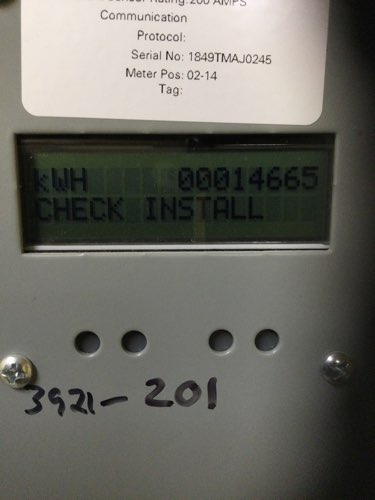 Sensor Rating:200 AMPS
Communication
Protocol:
Serial No: 1849TMAJ0245
Meter Pos: 02-14
Tag:
kWH 00014665
CHECK INSTALL
3921-201